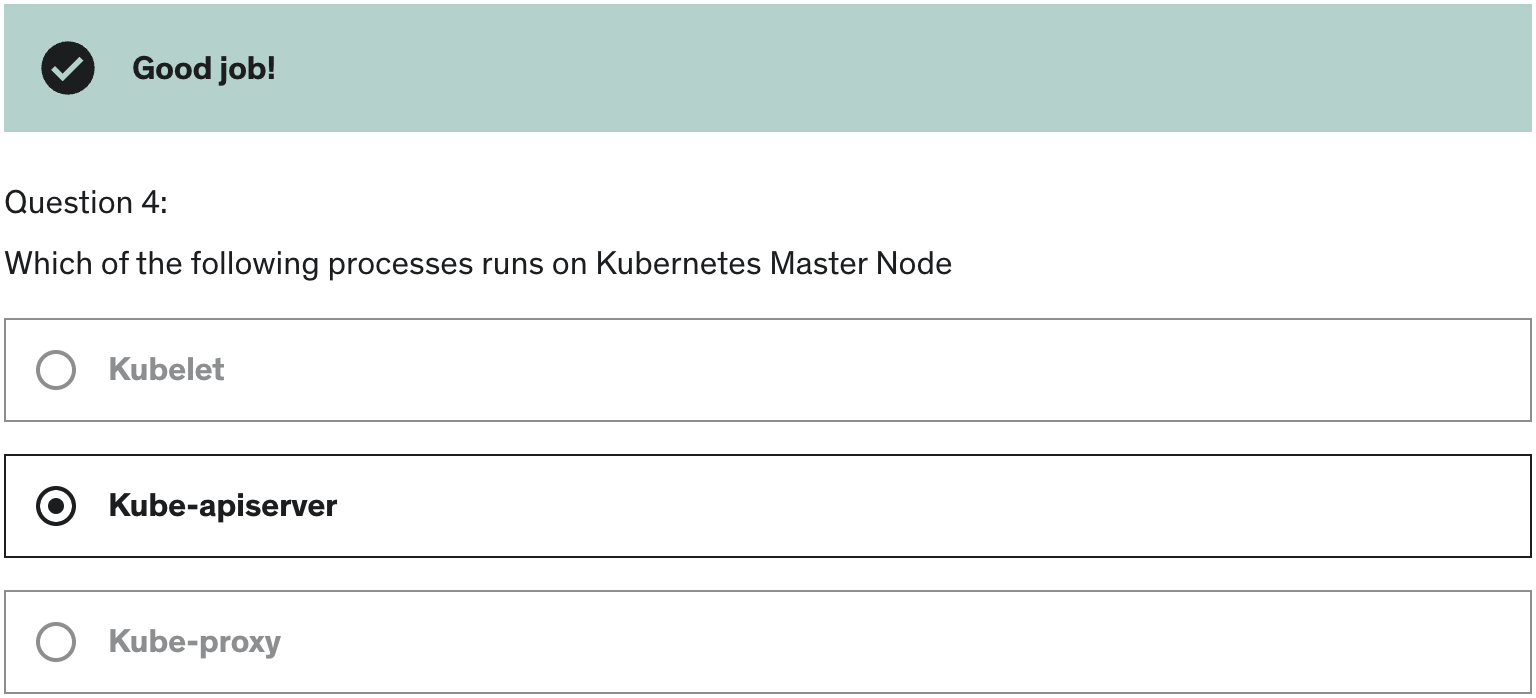 Good job!
Question 4:
Which of the following processes runs on Kubernetes Master Node
Kubelet
Kube-apiserver
Kube-proxy